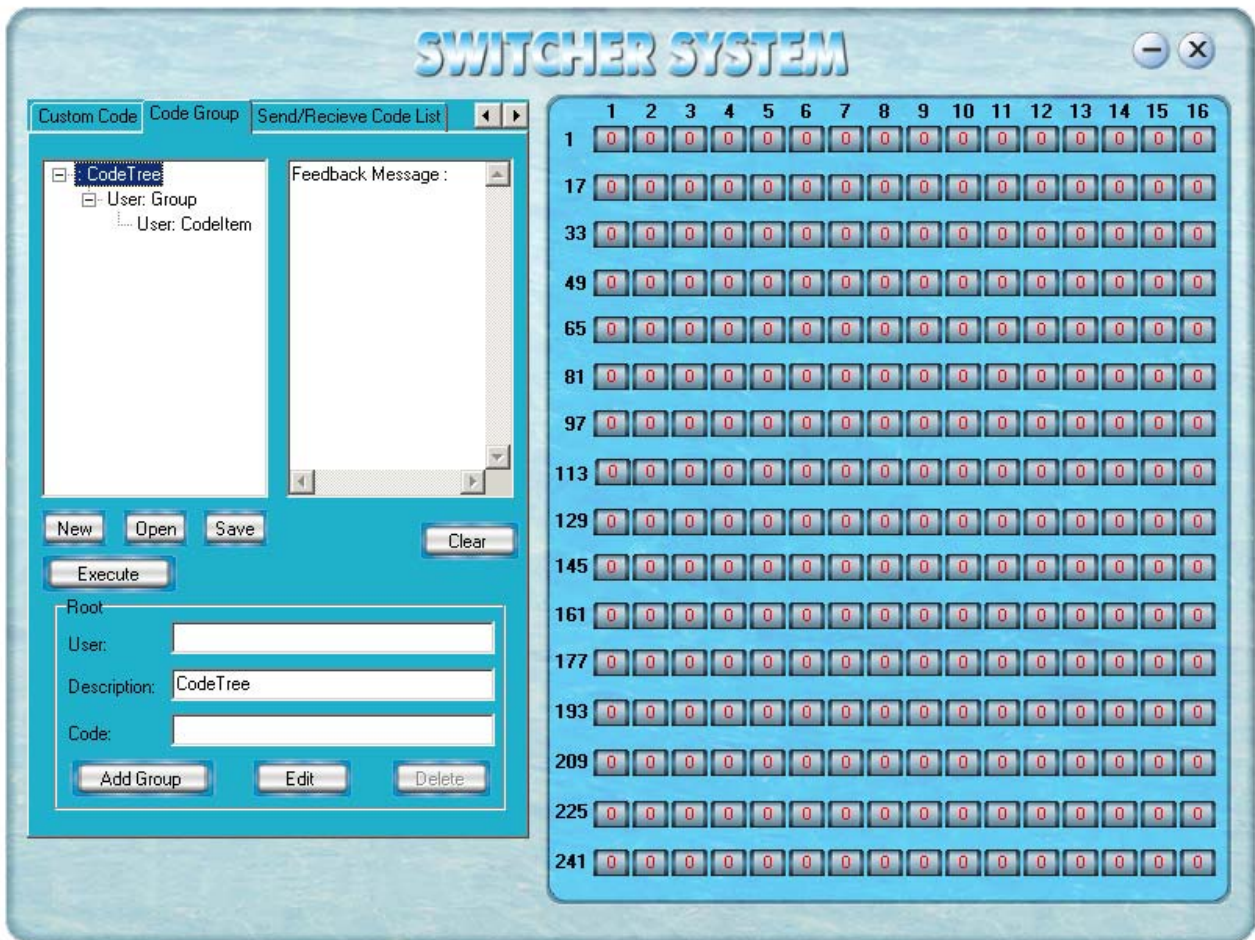 SWITCHER SYSTEM
Custom Code Code Group Send/Recieve Code List
: CodeTree
User: Group
User: CodeItem
Feedback Message :
New Open Save
Clear
Execute
Root
User:
Description: CodeTree
Code:
Add Group Edit Delete
1 2 3 4 5 6 7 8 9 10 11 12 13 14 15 16
1 0 0 0 0 0 0 0 0 0 0 0 0 0 0 0 0
17 0 0 0 0 0 0 0 0 0 0 0 0 0 0 0 0
33 0 0 0 0 0 0 0 0 0 0 0 0 0 0 0 0
49 0 0 0 0 0 0 0 0 0 0 0 0 0 0 0 0
65 0 0 0 0 0 0 0 0 0 0 0 0 0 0 0 0
81 0 0 0 0 0 0 0 0 0 0 0 0 0 0 0 0
97 0 0 0 0 0 0 0 0 0 0 0 0 0 0 0 0
113 0 0 0 0 0 0 0 0 0 0 0 0 0 0 0 0
129 0 0 0 0 0 0 0 0 0 0 0 0 0 0 0 0
145 0 0 0 0 0 0 0 0 0 0 0 0 0 0 0 0
161 0 0 0 0 0 0 0 0 0 0 0 0 0 0 0 0
177 0 0 0 0 0 0 0 0 0 0 0 0 0 0 0 0
193 0 0 0 0 0 0 0 0 0 0 0 0 0 0 0 0
209 0 0 0 0 0 0 0 0 0 0 0 0 0 0 0 0
225 0 0 0 0 0 0 0 0 0 0 0 0 0 0 0 0
241 0 0 0 0 0 0 0 0 0 0 0 0 0 0 0 0